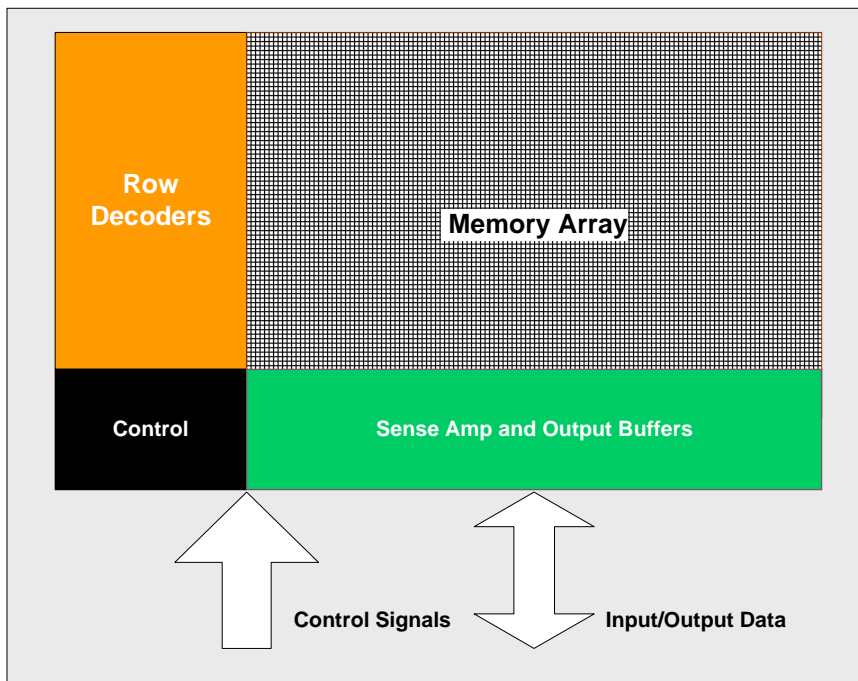 Row
Decoders
Memory Array
Control
Sense Amp and Output Buffers
Control Signals
Input/Output Data